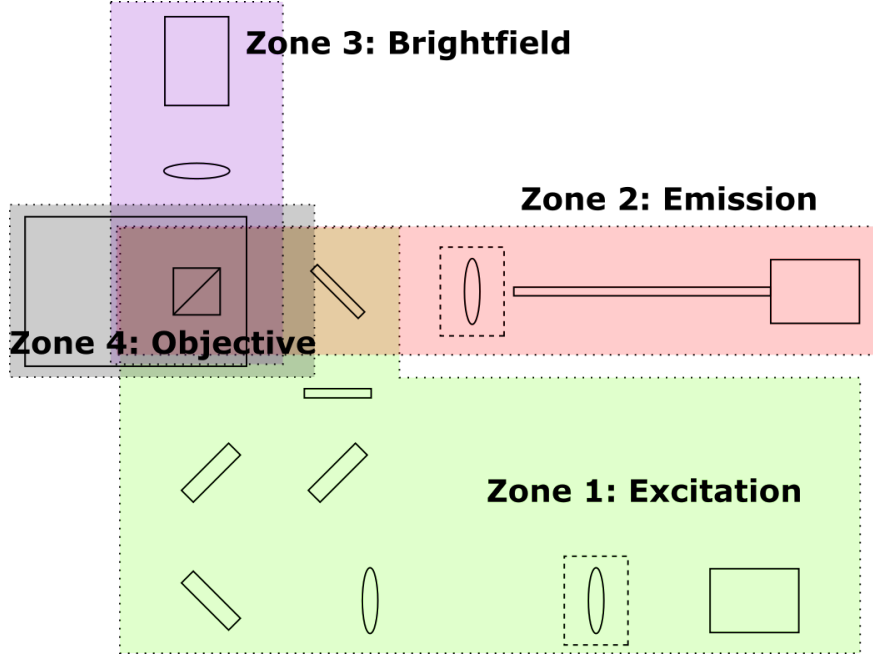 Zone 3: Brightfield
Zone 2: Emission
Zone 4: Objective
Zone 1: Excitation